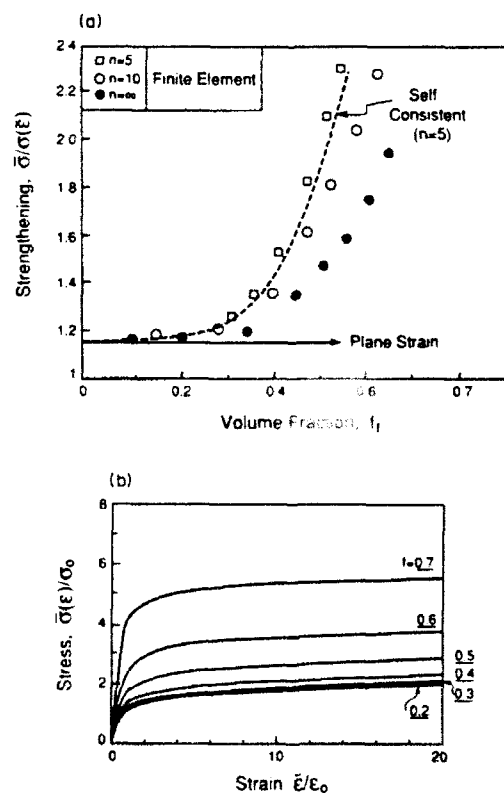 (a)
2.4
2.2
2.0
1.8
1.6
1.4
1.2
1
Strengthening, σ̄/σ(ε̄)
□ n=5
○ n=10
● n=∞
Finite Element
Self
Consistent
(n=5)
Plane Strain
0 0.2 0.4 0.6 0.7
Volume Fraction, f_f
(b)
8
6
4
2
0
Stress, σ̄(ε̄)/σ₀
f=0.7
0.6
0.5
0.4
0.3
0.2
0 10 20
Strain ε̄/ε₀